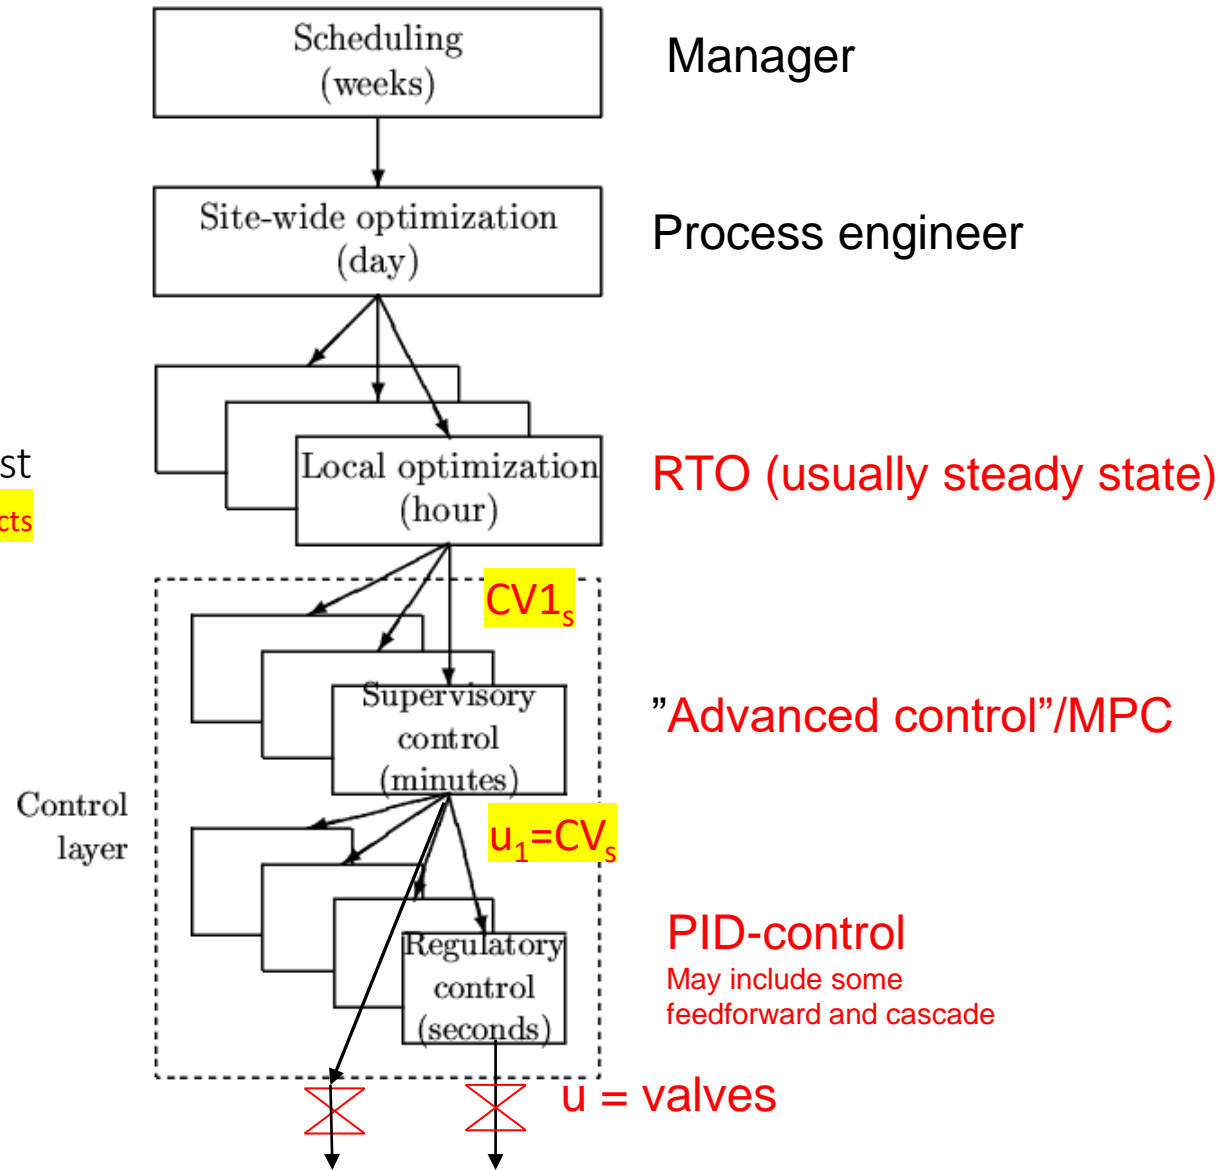 Scheduling
(weeks)
Manager
Site-wide optimization
(day)
Process engineer
st
cts
Local optimization
(hour)
RTO (usually steady state)
CV1s
Supervisory
control
(minutes)
”Advanced control”/MPC
Control
layer
u1=CVs
Regulatory
control
(seconds)
PID-control
May include some
feedforward and cascade
u = valves